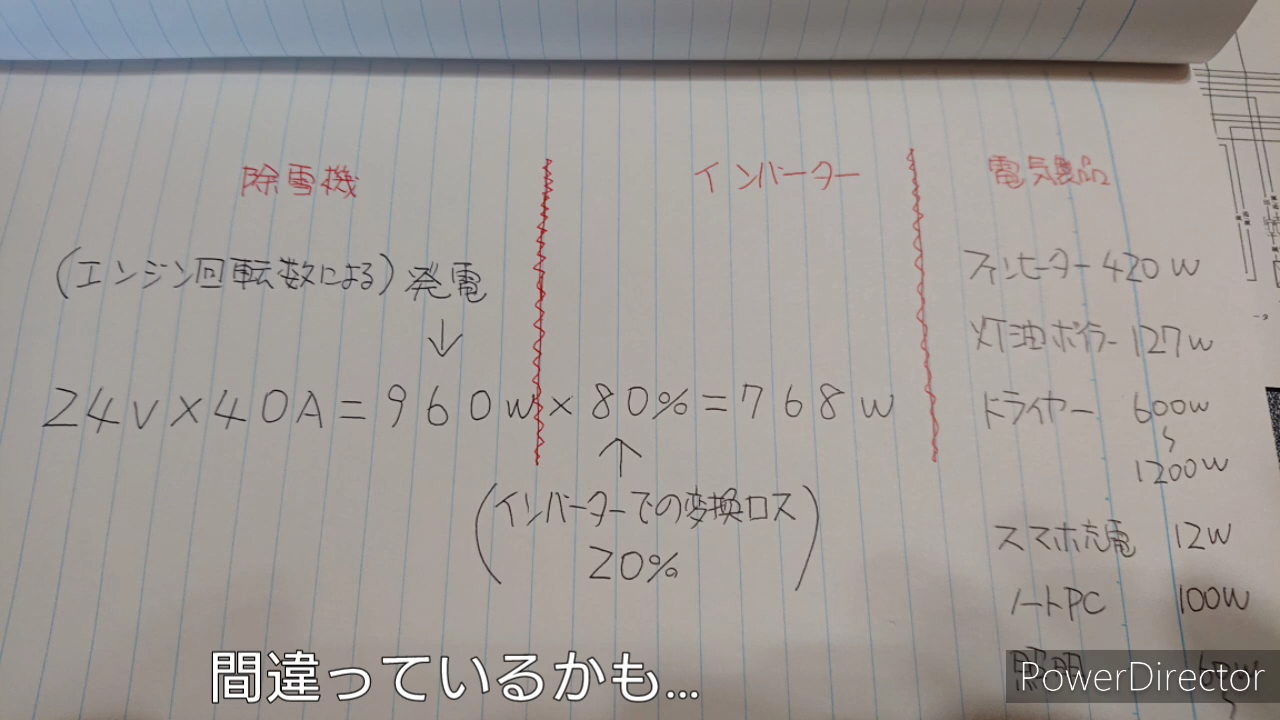 除雪機
インバーター
電気製品
(エンジン回転数による)発電
↓
24v×40A=960w×80%=768w
↑
(インバーターでの変換ロス
20%)
ファンヒーター 420w
灯油ボイラー 127w
ドライヤー 600w
〜
1200w
スマホ充電 12w
ノートPC 100w
照明
間違っているかも...
PowerDirector